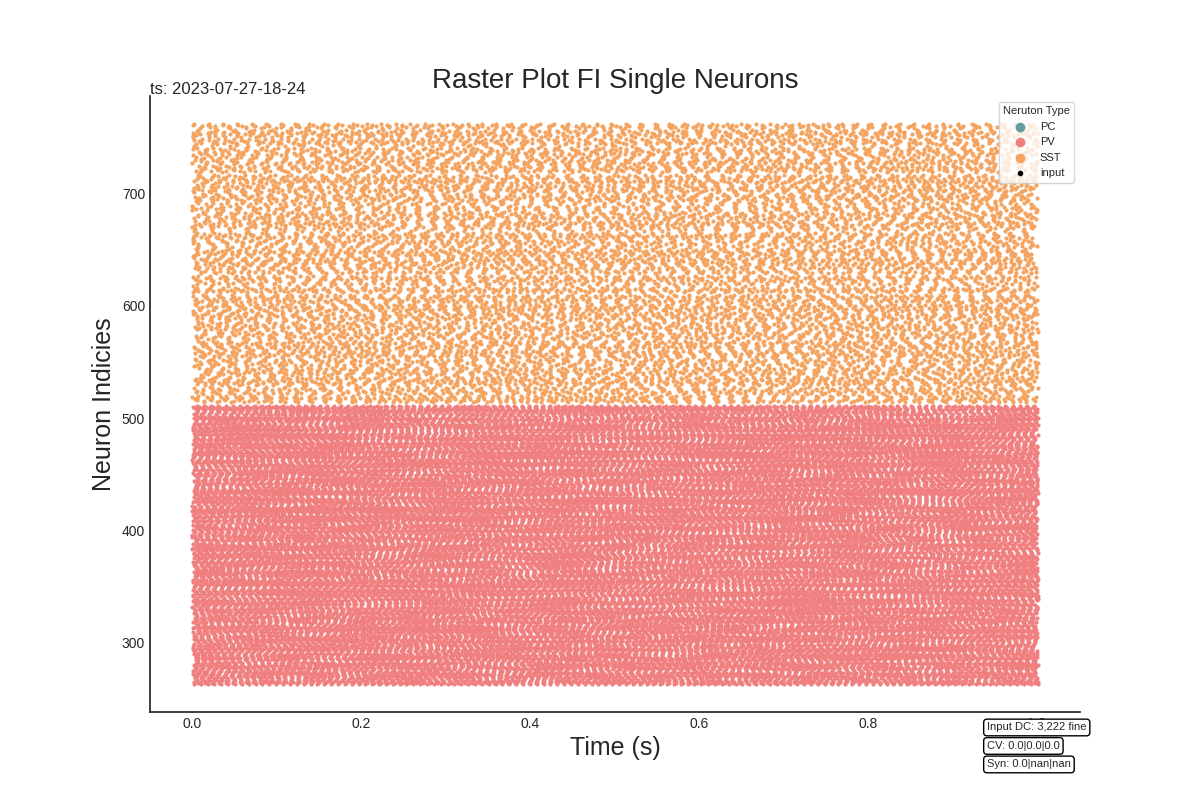 Raster Plot FI Single Neurons
ts: 2023-07-27-18-24
Neruton Type
PC
PV
SST
input
Neuron Indicies
700
600
500
400
300
0.0
0.2
0.4
0.6
0.8
Time (s)
Input DC: 3,222 fine
CV: 0.0|0.0|0.0
Syn: 0.0|nan|nan